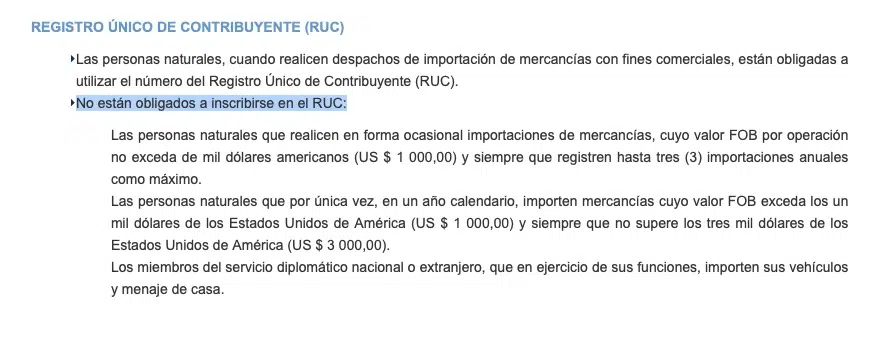 REGISTRO ÚNICO DE CONTRIBUYENTE (RUC)
Las personas naturales, cuando realicen despachos de importación de mercancías con fines comerciales, están obligadas a
utilizar el número del Registro Único de Contribuyente (RUC).
No están obligados a inscribirse en el RUC:
Las personas naturales que realicen en forma ocasional importaciones de mercancías, cuyo valor FOB por operación
no exceda de mil dólares americanos (US $ 1 000,00) y siempre que registren hasta tres (3) importaciones anuales
como máximo.
Las personas naturales que por única vez, en un año calendario, importen mercancías cuyo valor FOB exceda los un
mil dólares de los Estados Unidos de América (US $ 1 000,00) y siempre que no supere los tres mil dólares de los
Estados Unidos de América (US $ 3 000,00).
Los miembros del servicio diplomático nacional o extranjero, que en ejercicio de sus funciones, importen sus vehículos
y menaje de casa.